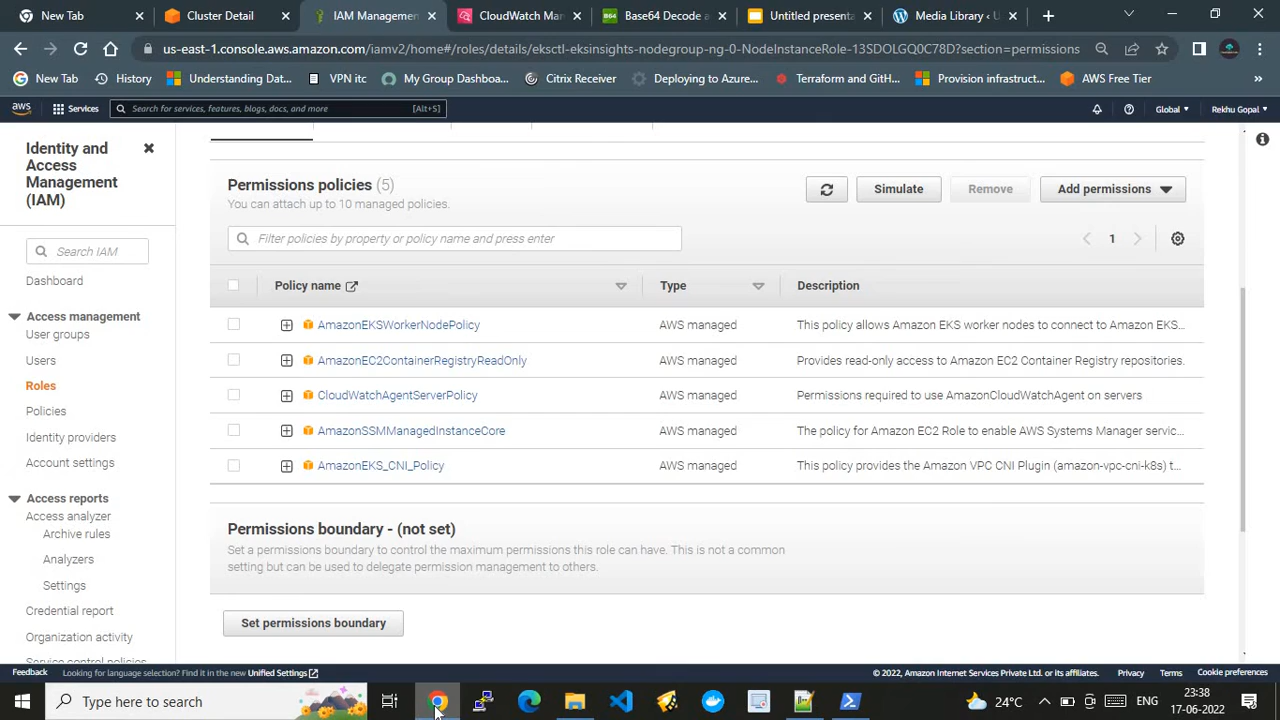 New Tab
Cluster Detail
IAM Manageme
CloudWatch Man
Base64 Decode a
Untitled presenta
Media Library ‹ U
us-east-1.console.aws.amazon.com/iamv2/home#/roles/details/eksctl-eksinsights-nodegroup-ng-0-NodeInstanceRole-13SDOLGQ0C78D?section=permissions
New Tab
History
Understanding Dat...
VPN itc
My Group Dashboa...
Citrix Receiver
Deploying to Azure...
Terraform and GitH...
Provision infrastruct...
AWS Free Tier
aws
Services
Search for services, features, blogs, docs, and more
[Alt+S]
Global
Rekhu Gopal
Identity and
Access
Management
(IAM)
Search IAM
Dashboard
Access management
User groups
Users
Roles
Policies
Identity providers
Account settings
Access reports
Access analyzer
Archive rules
Analyzers
Settings
Credential report
Organization activity
Service control policies
Permissions policies (5)
You can attach up to 10 managed policies.
Simulate
Remove
Add permissions
Filter policies by property or policy name and press enter
1
Policy name
Type
Description
AmazonEKSWorkerNodePolicy
AWS managed
This policy allows Amazon EKS worker nodes to connect to Amazon EKS...
AmazonEC2ContainerRegistryReadOnly
AWS managed
Provides read-only access to Amazon EC2 Container Registry repositories.
CloudWatchAgentServerPolicy
AWS managed
Permissions required to use AmazonCloudWatchAgent on servers
AmazonSSMManagedInstanceCore
AWS managed
The policy for Amazon EC2 Role to enable AWS Systems Manager servic...
AmazonEKS_CNI_Policy
AWS managed
This policy provides the Amazon VPC CNI Plugin (amazon-vpc-cni-k8s) t...
Permissions boundary - (not set)
Set a permissions boundary to control the maximum permissions this role can have. This is not a common
setting but can be used to delegate permission management to others.
Set permissions boundary
Feedback
Looking for language selection? Find it in the new Unified Settings
© 2022, Amazon Internet Services Private Ltd. or its affiliates.
Privacy
Terms
Cookie preferences
Type here to search
24°C
ENG
23:38
17-06-2022